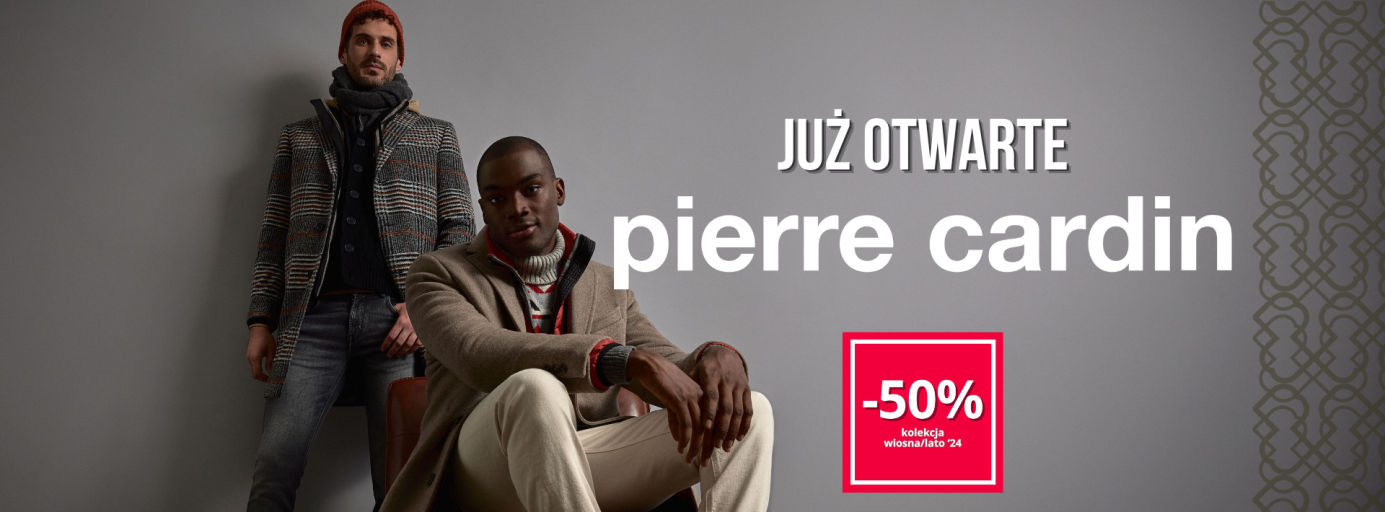 JUŻ OTWARTE
pierre cardin
-50%
kolekcja
wiosna/lato '24